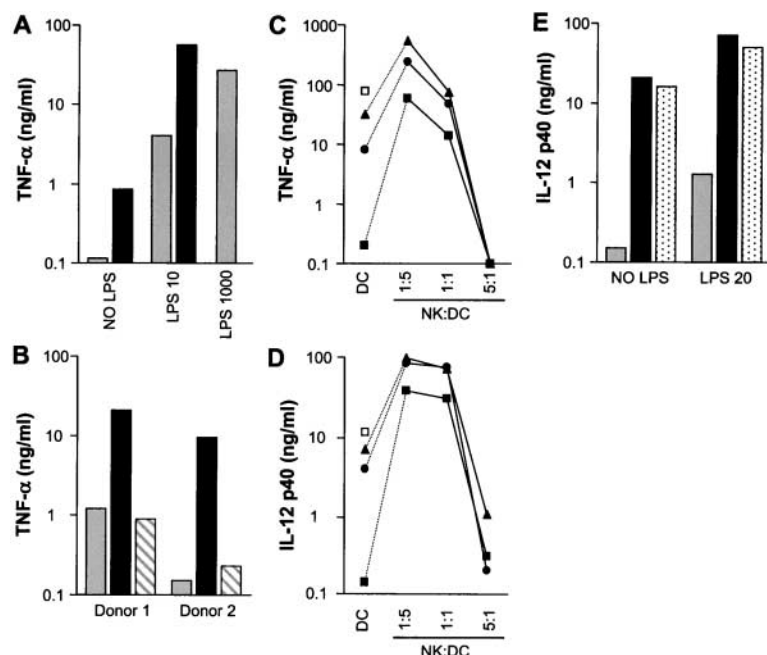 A
TNF-α (ng/ml)
100
10
1
0.1
NO LPS
LPS 10
LPS 1000
B
TNF-α (ng/ml)
100
10
1
0.1
Donor 1 Donor 2
C
TNF-α (ng/ml)
1000
100
10
1
0.1
DC
1:5
1:1
5:1
NK:DC
D
IL-12 p40 (ng/ml)
100
10
1
0.1
DC
1:5
1:1
5:1
NK:DC
E
IL-12 p40 (ng/ml)
100
10
1
0.1
NO LPS LPS 20